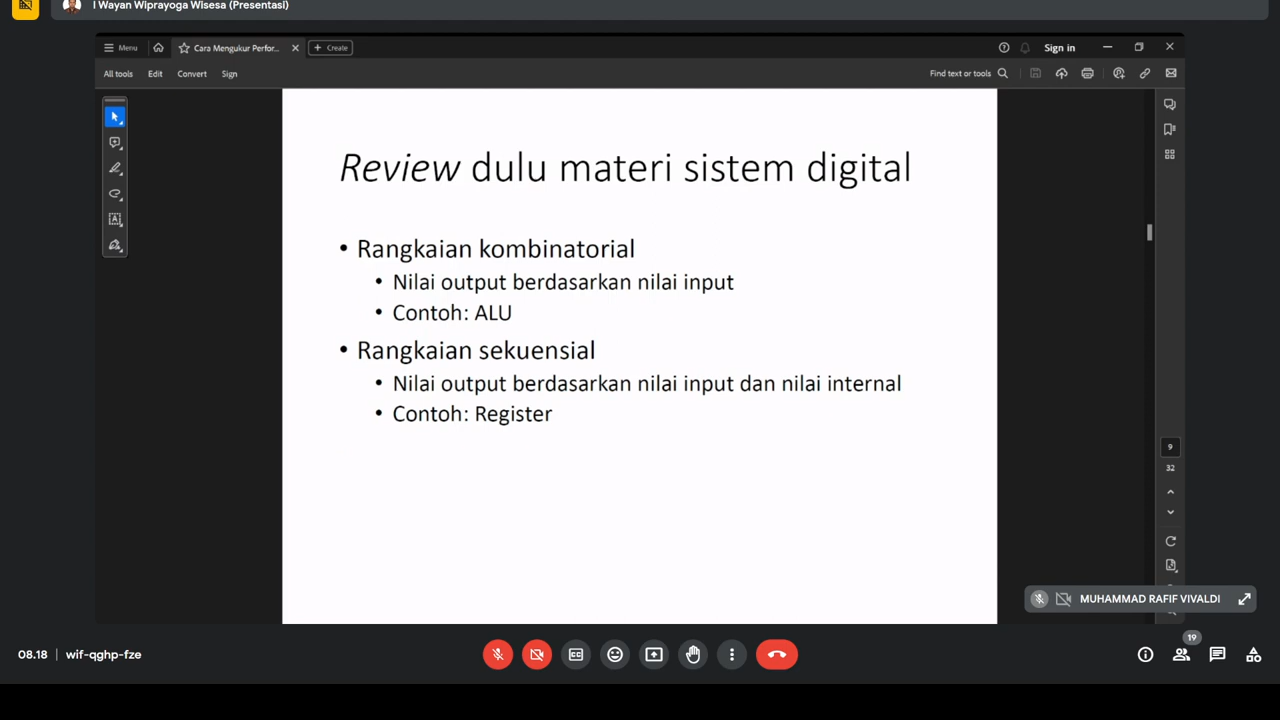 I Wayan Wiprayoga Wisesa (Presentasi)
Menu
Cara Mengukur Perfor...
Create
Sign in
All tools
Edit
Convert
Sign
Find text or tools
Review dulu materi sistem digital
• Rangkaian kombinatorial
• Nilai output berdasarkan nilai input
• Contoh: ALU
• Rangkaian sekuensial
• Nilai output berdasarkan nilai input dan nilai internal
• Contoh: Register
9
32
MUHAMMAD RAFIF VIVALDI
08.18 | wif-qghp-fze
19